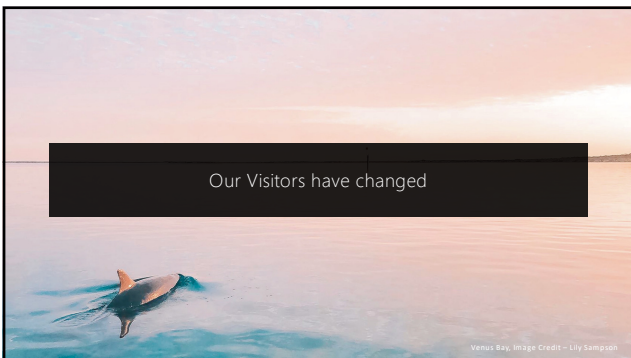 Our Visitors have changed
Venus Bay, Image Credit – Lily Sampson